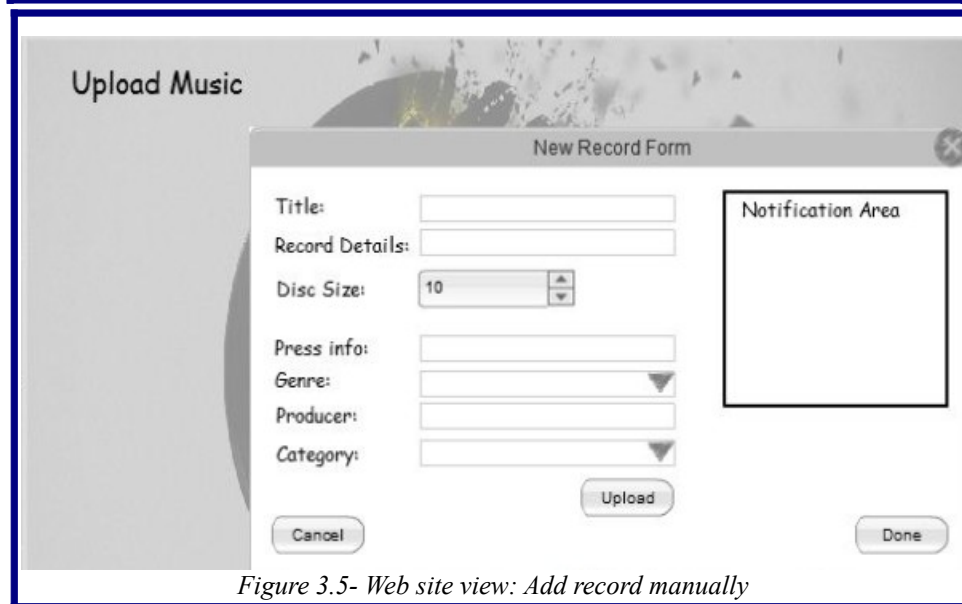 Upload Music
New Record Form
Title:
Notification Area
Record Details:
Disc Size:
10
Press info:
Genre:
Producer:
Category:
Upload
Cancel
Done
Figure 3.5- Web site view: Add record manually